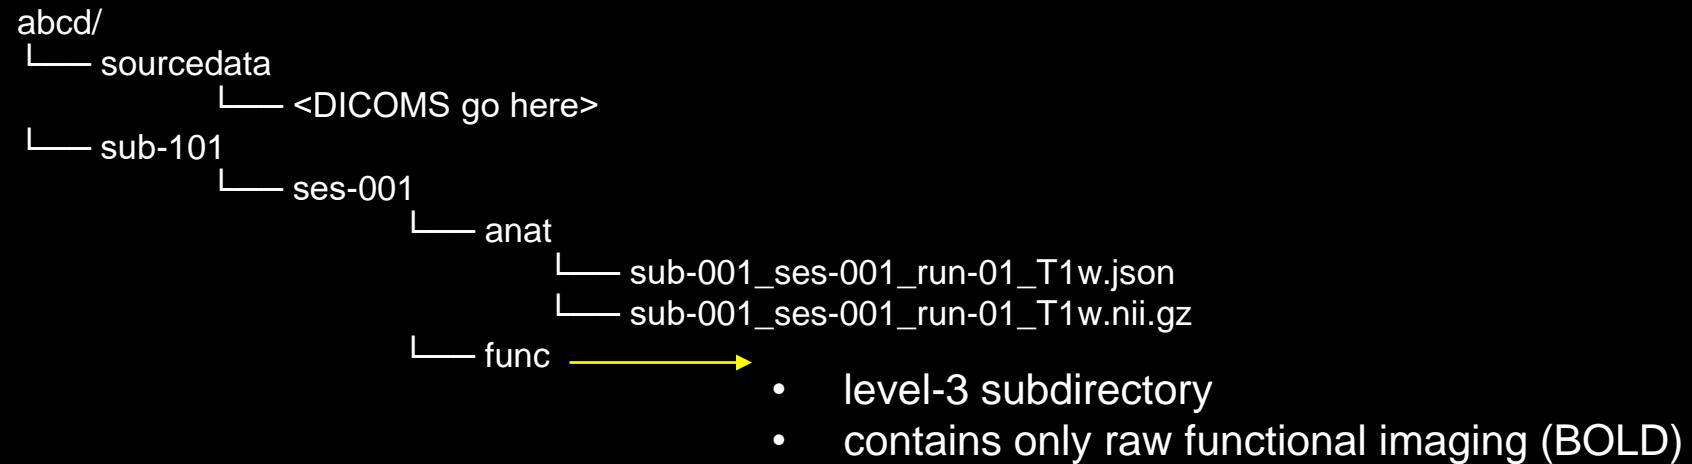 abcd/
sourcedata
<DICOMS go here>
sub-101
ses-001
anat
sub-001_ses-001_run-01_T1w.json
sub-001_ses-001_run-01_T1w.nii.gz
func
• level-3 subdirectory
• contains only raw functional imaging (BOLD)